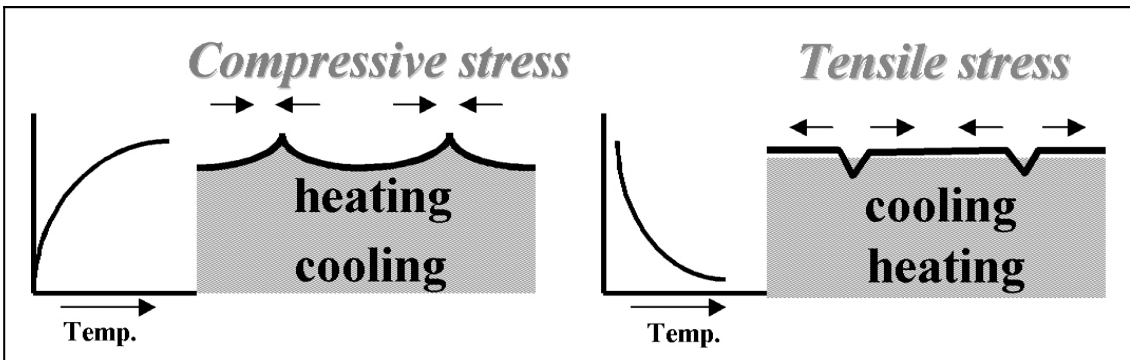 Compressive stress
heating
cooling
Temp.
Tensile stress
cooling
heating
Temp.